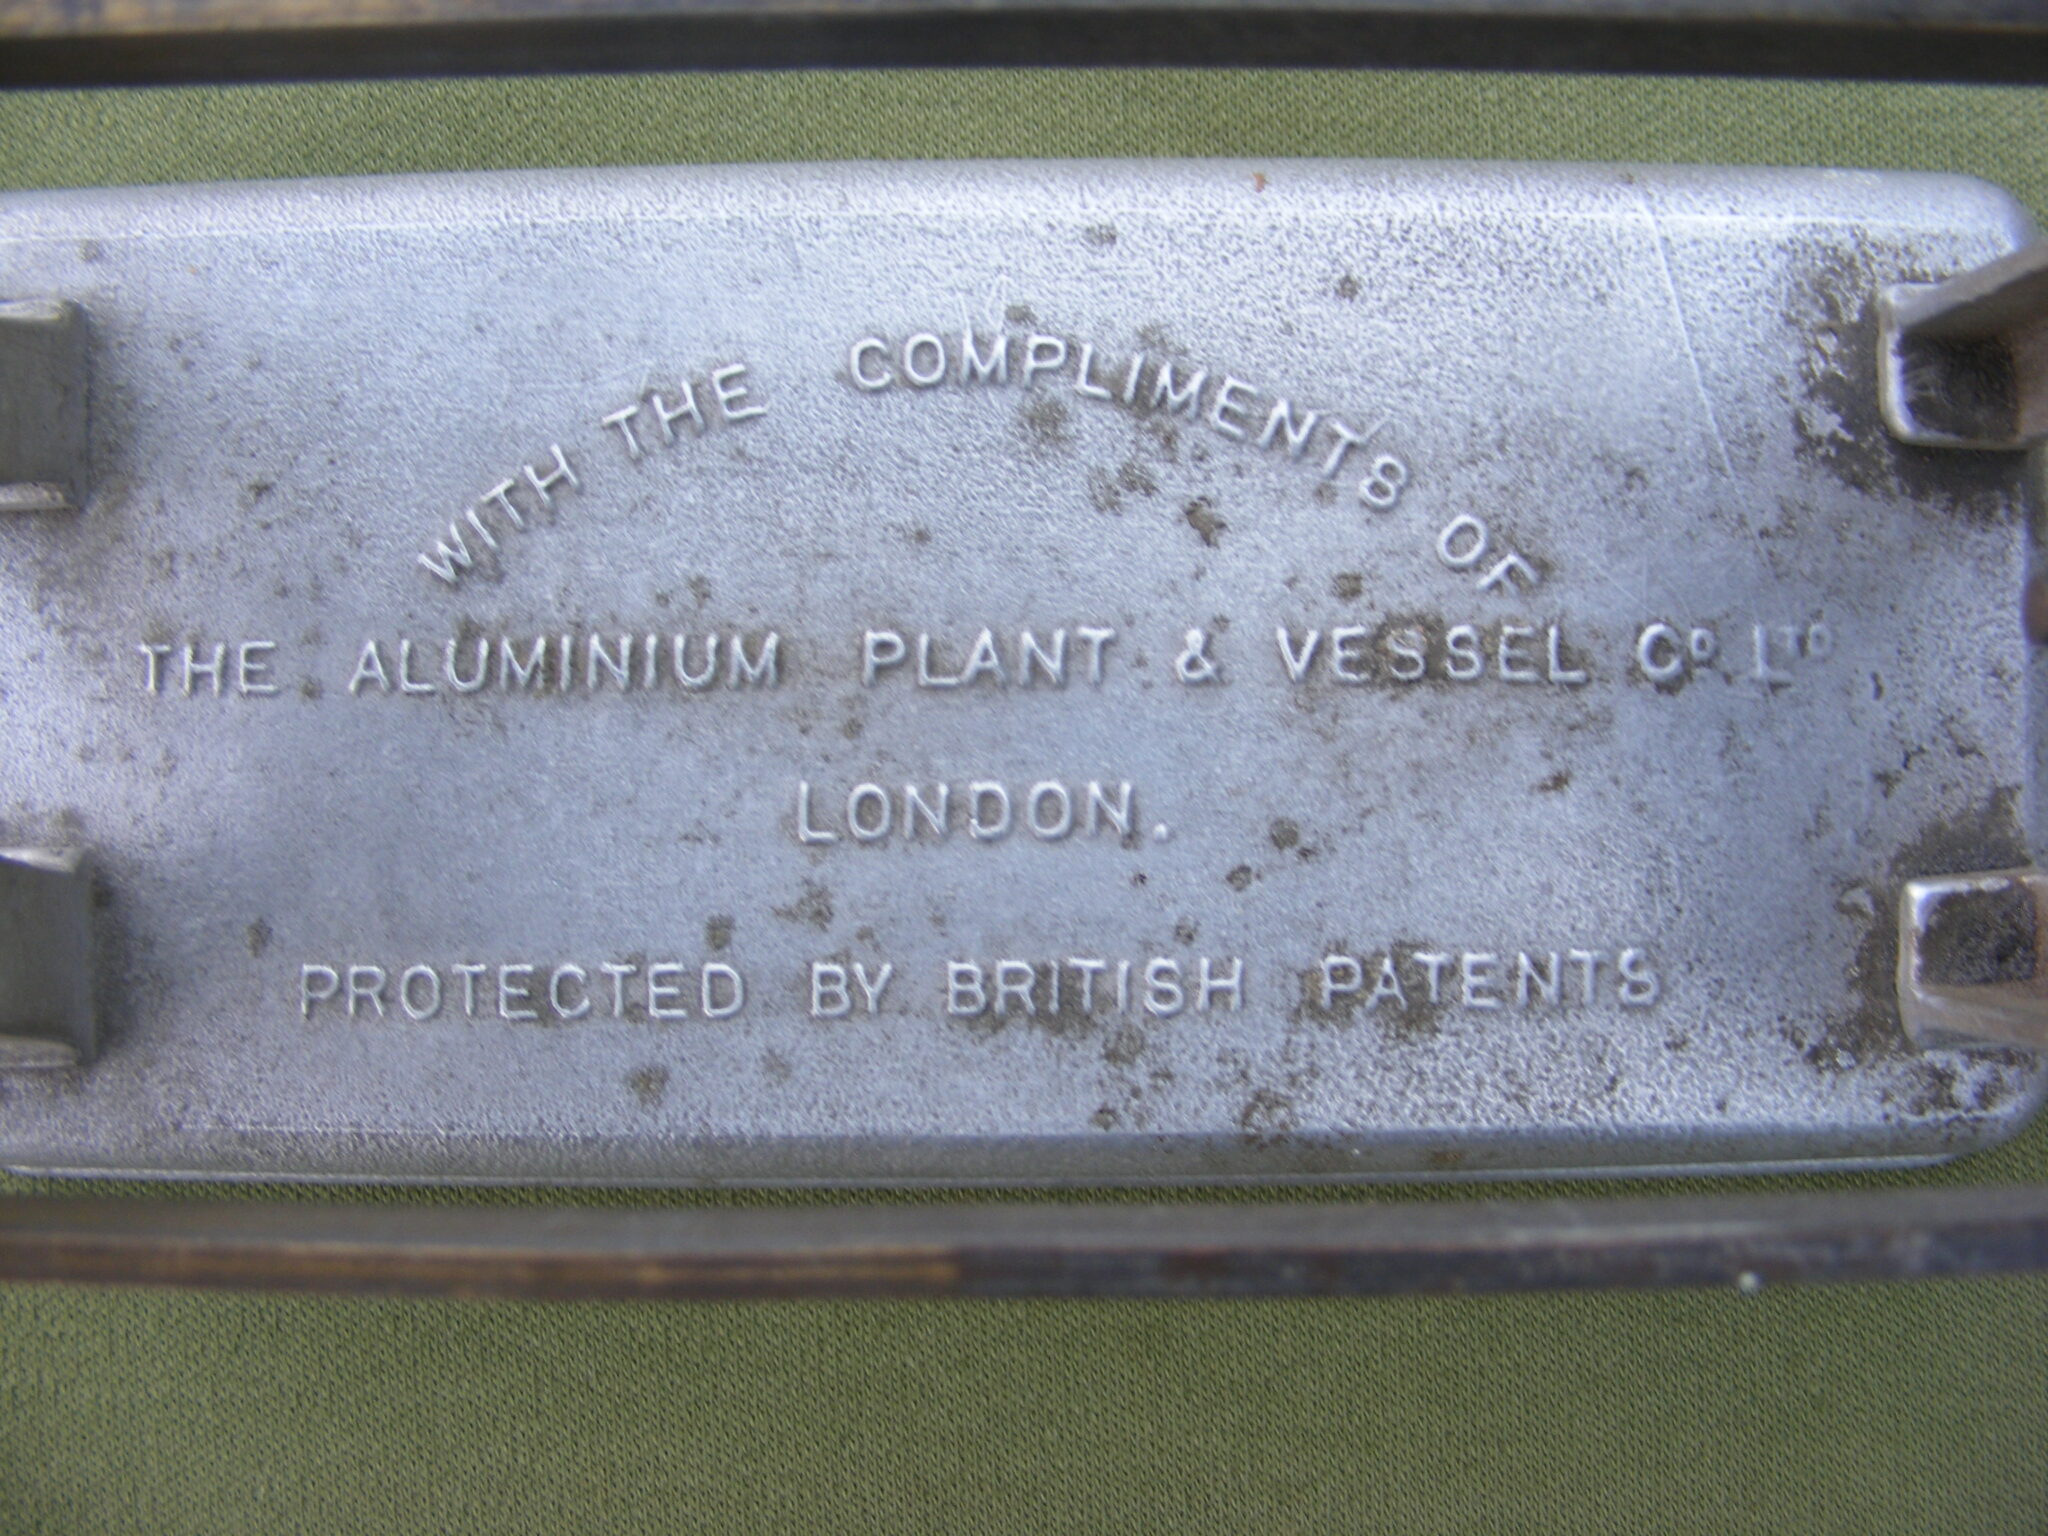 WITH THE COMPLIMENTS OF
THE ALUMINIUM PLANT & VESSEL Co. LTD
LONDON.
PROTECTED BY BRITISH PATENTS